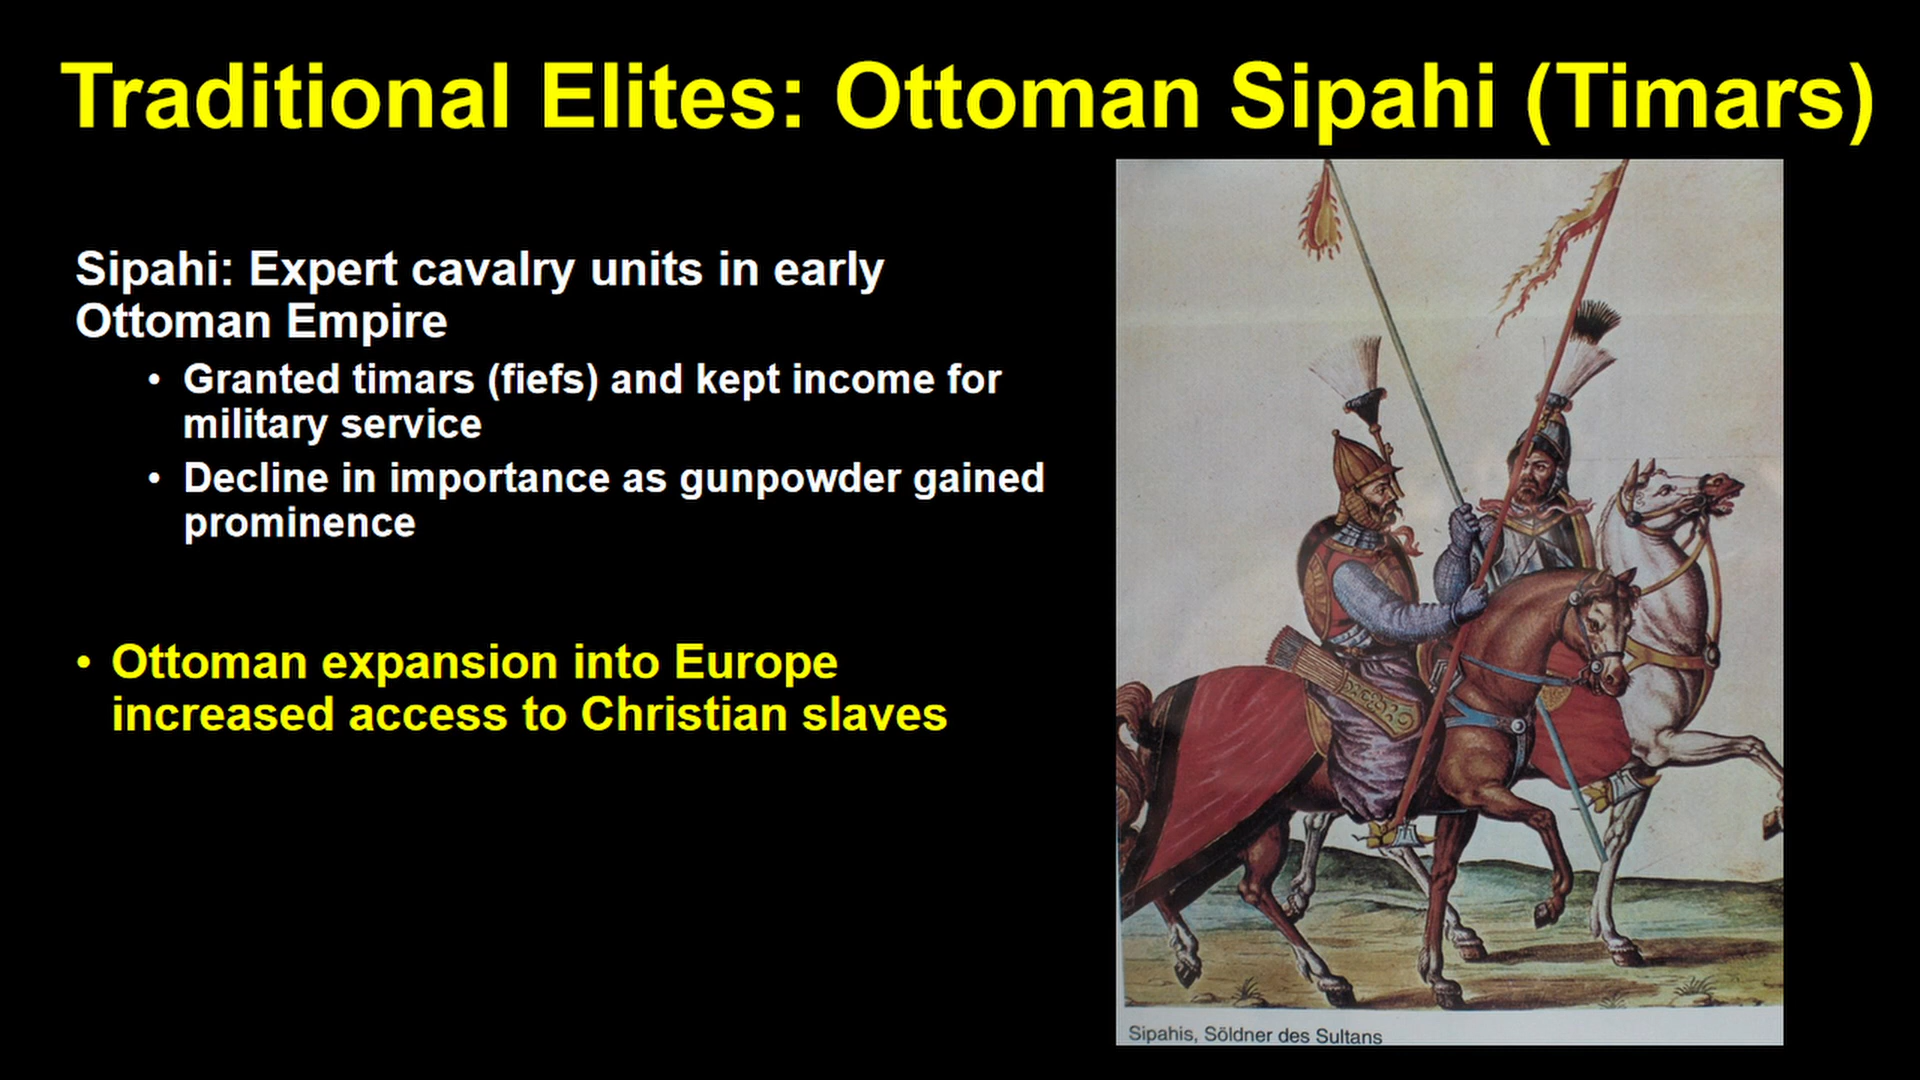 Traditional Elites: Ottoman Sipahi (Timars)
Sipahi: Expert cavalry units in early
Ottoman Empire
• Granted timars (fiefs) and kept income for
military service
• Decline in importance as gunpowder gained
prominence
• Ottoman expansion into Europe
increased access to Christian slaves
Sipahis, Söldner des Sultans